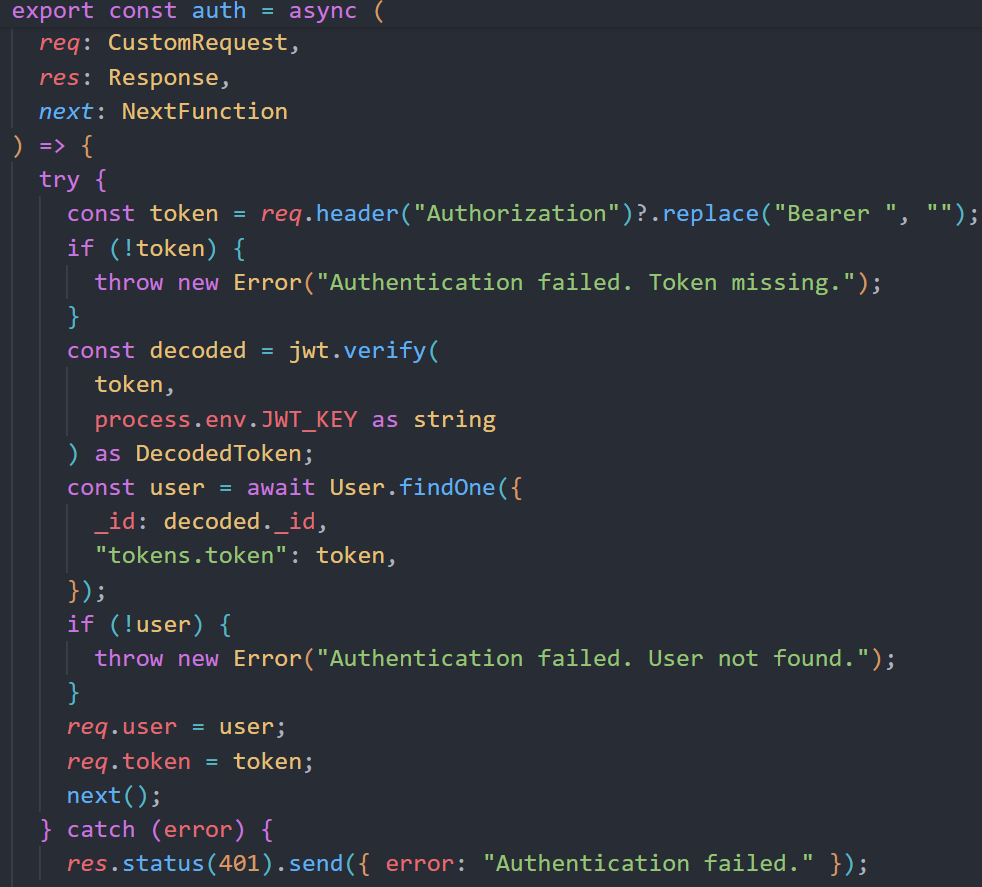 export const auth = async (
  req: CustomRequest,
  res: Response,
  next: NextFunction
) => {
  try {
    const token = req.header("Authorization")?.replace("Bearer ", "");
    if (!token) {
      throw new Error("Authentication failed. Token missing.");
    }
    const decoded = jwt.verify(
      token,
      process.env.JWT_KEY as string
    ) as DecodedToken;
    const user = await User.findOne({
      _id: decoded._id,
      "tokens.token": token,
    });
    if (!user) {
      throw new Error("Authentication failed. User not found.");
    }
    req.user = user;
    req.token = token;
    next();
  } catch (error) {
    res.status(401).send({ error: "Authentication failed." });